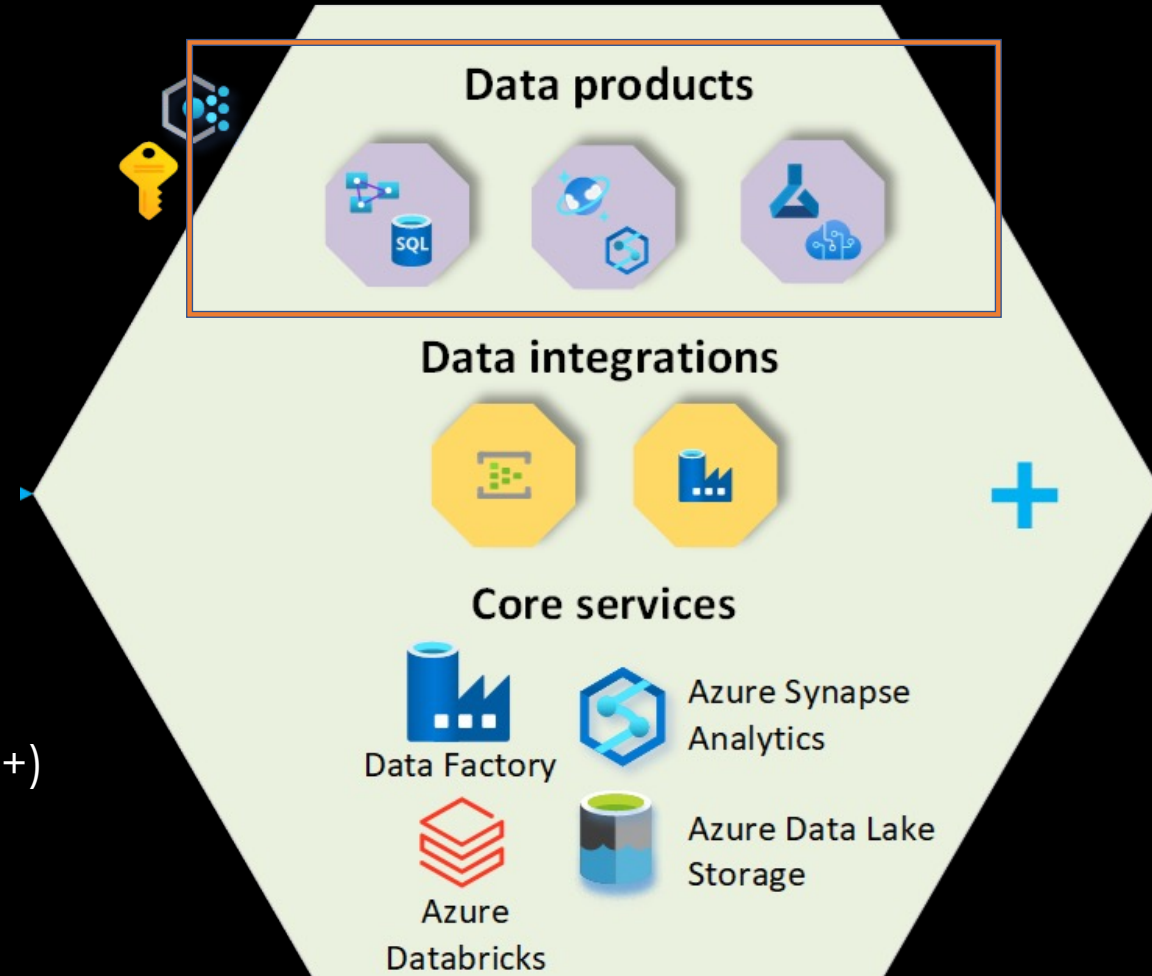 Data products
SQL
Data integrations
Core services
Data Factory
Azure Synapse
Analytics
+)
Azure
Databricks
Azure Data Lake
Storage